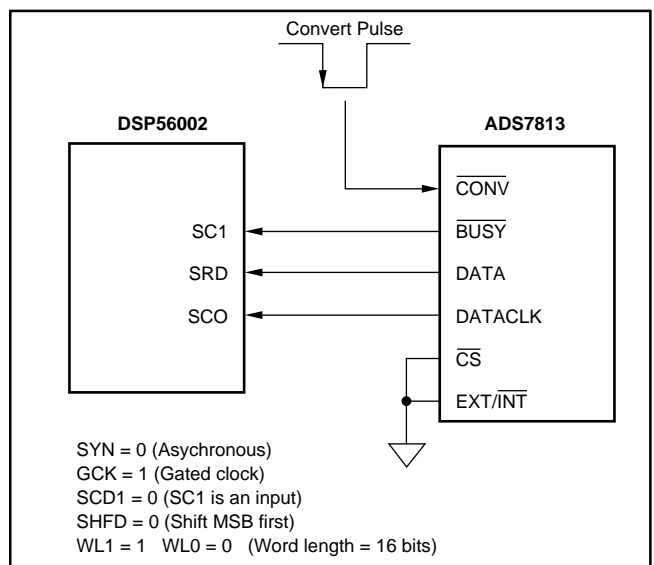 Convert Pulse
DSP56002
ADS7813
CONV
SC1
BUSY
SRD
DATA
SCO
DATACLK
CS
EXT/INT
SYN = 0 (Asychronous)
GCK = 1 (Gated clock)
SCD1 = 0 (SC1 is an input)
SHFD = 0 (Shift MSB first)
WL1 = 1 WL0 = 0 (Word length = 16 bits)